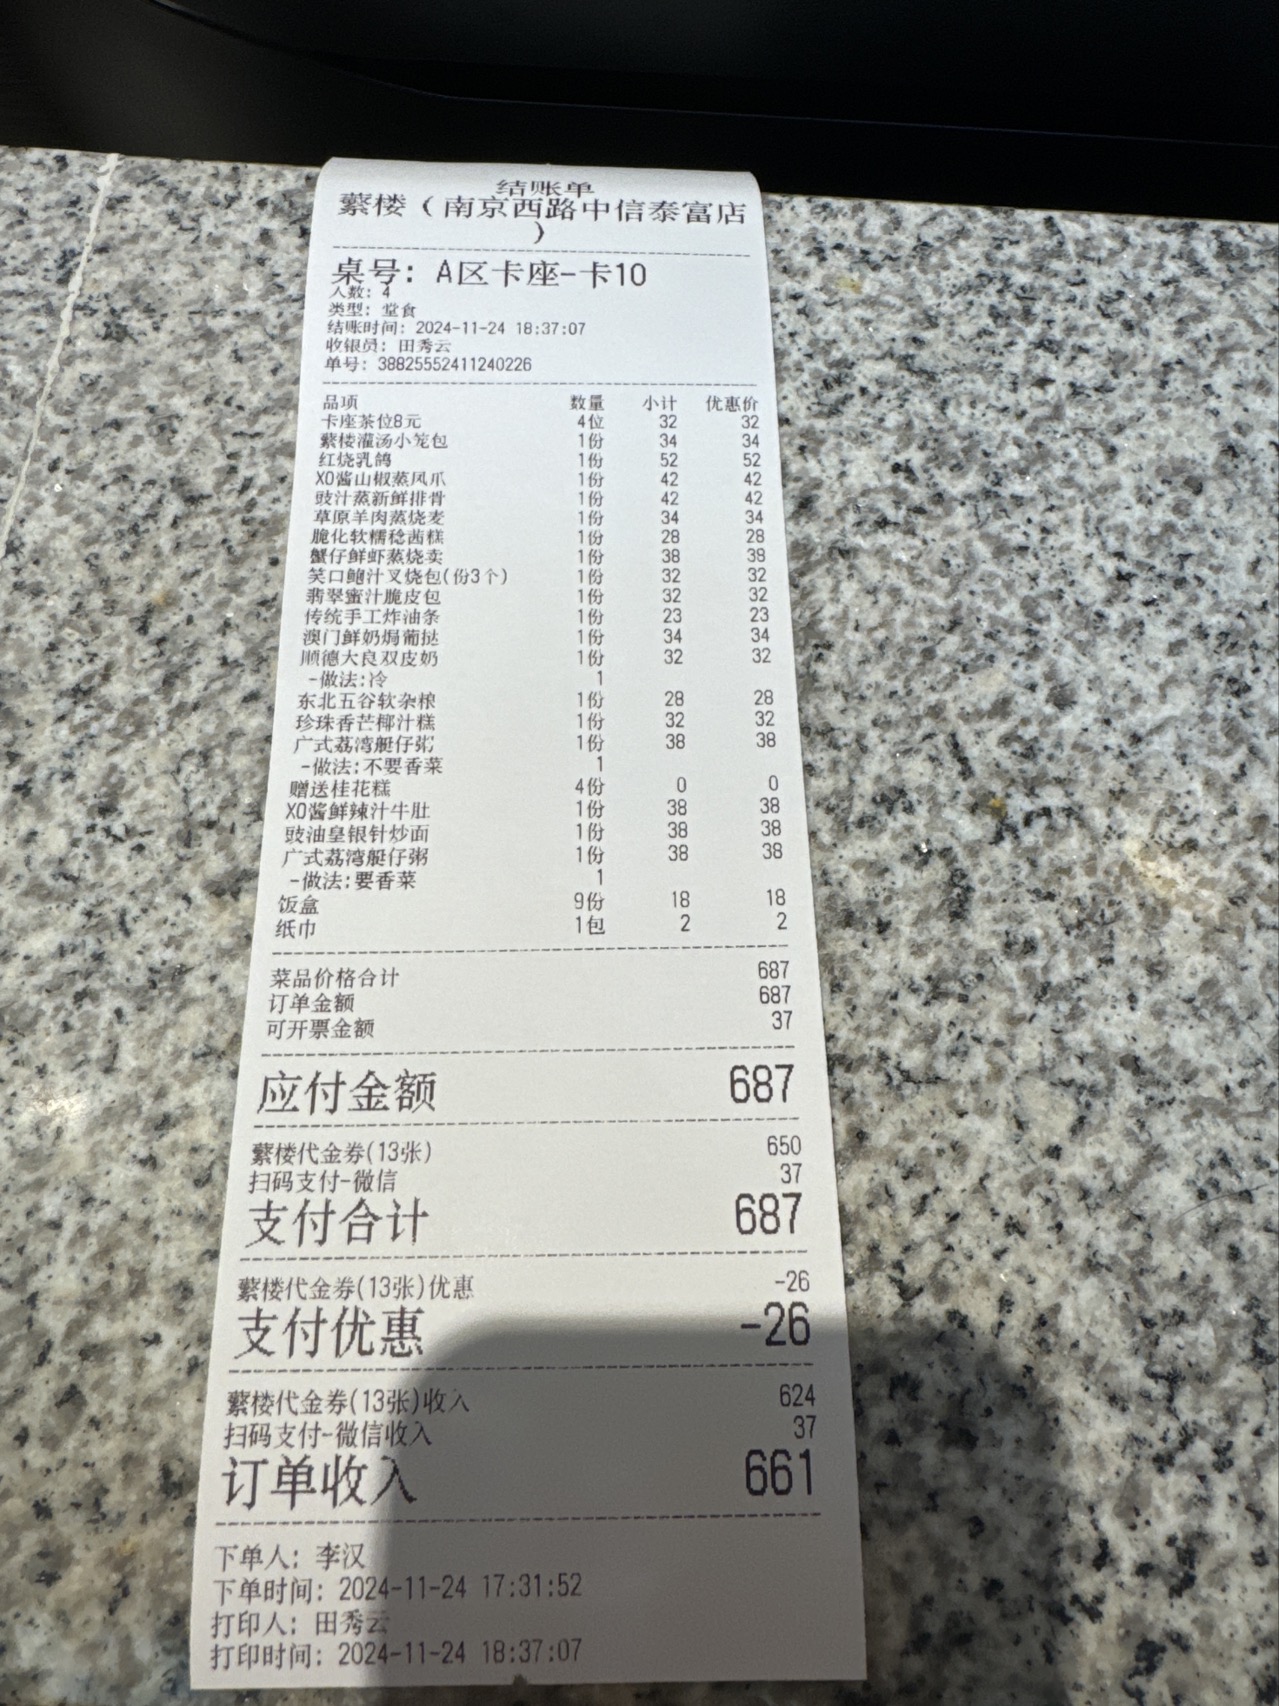 结账单
蘩楼（南京西路中信泰富店
）
桌号: A区卡座-卡10
人数: 4
类型: 堂食
结账时间: 2024-11-24 18:37:07
收银员: 田秀云
单号: 38825552411240226
品项 数量 小计 优惠价
卡座茶位8元 4位 32 32
蘩楼灌汤小笼包 1份 34 34
红烧乳鸽 1份 52 52
XO酱山椒蒸凤爪 1份 42 42
豉汁蒸新鲜排骨 1份 42 42
草原羊肉蒸烧麦 1份 34 34
脆化软糯稔茜糕 1份 28 28
蟹仔鲜虾蒸烧卖 1份 38 38
笑口鲍汁叉烧包(份3个) 1份 32 32
翡翠蜜汁脆皮包 1份 32 32
传统手工炸油条 1份 23 23
澳门鲜奶焗葡挞 1份 34 34
顺德大良双皮奶 1份 32 32
-做法:冷 1
东北五谷软杂粮 1份 28 28
珍珠香芒椰汁糕 1份 32 32
广式荔湾艇仔粥 1份 38 38
-做法:不要香菜 1
赠送桂花糕 4份 0 0
XO酱鲜辣汁牛肚 1份 38 38
豉油皇银针炒面 1份 38 38
广式荔湾艇仔粥 1份 38 38
-做法:要香菜 1
饭盒 9份 18 18
纸巾 1包 2 2
菜品价格合计 687
订单金额 687
可开票金额 37
应付金额 687
蘩楼代金券(13张) 650
扫码支付-微信 37
支付合计 687
蘩楼代金券(13张)优惠 -26
支付优惠 -26
蘩楼代金券(13张)收入 624
扫码支付-微信收入 37
订单收入 661
下单人: 李汉
下单时间: 2024-11-24 17:31:52
打印人: 田秀云
打印时间: 2024-11-24 18:37:07